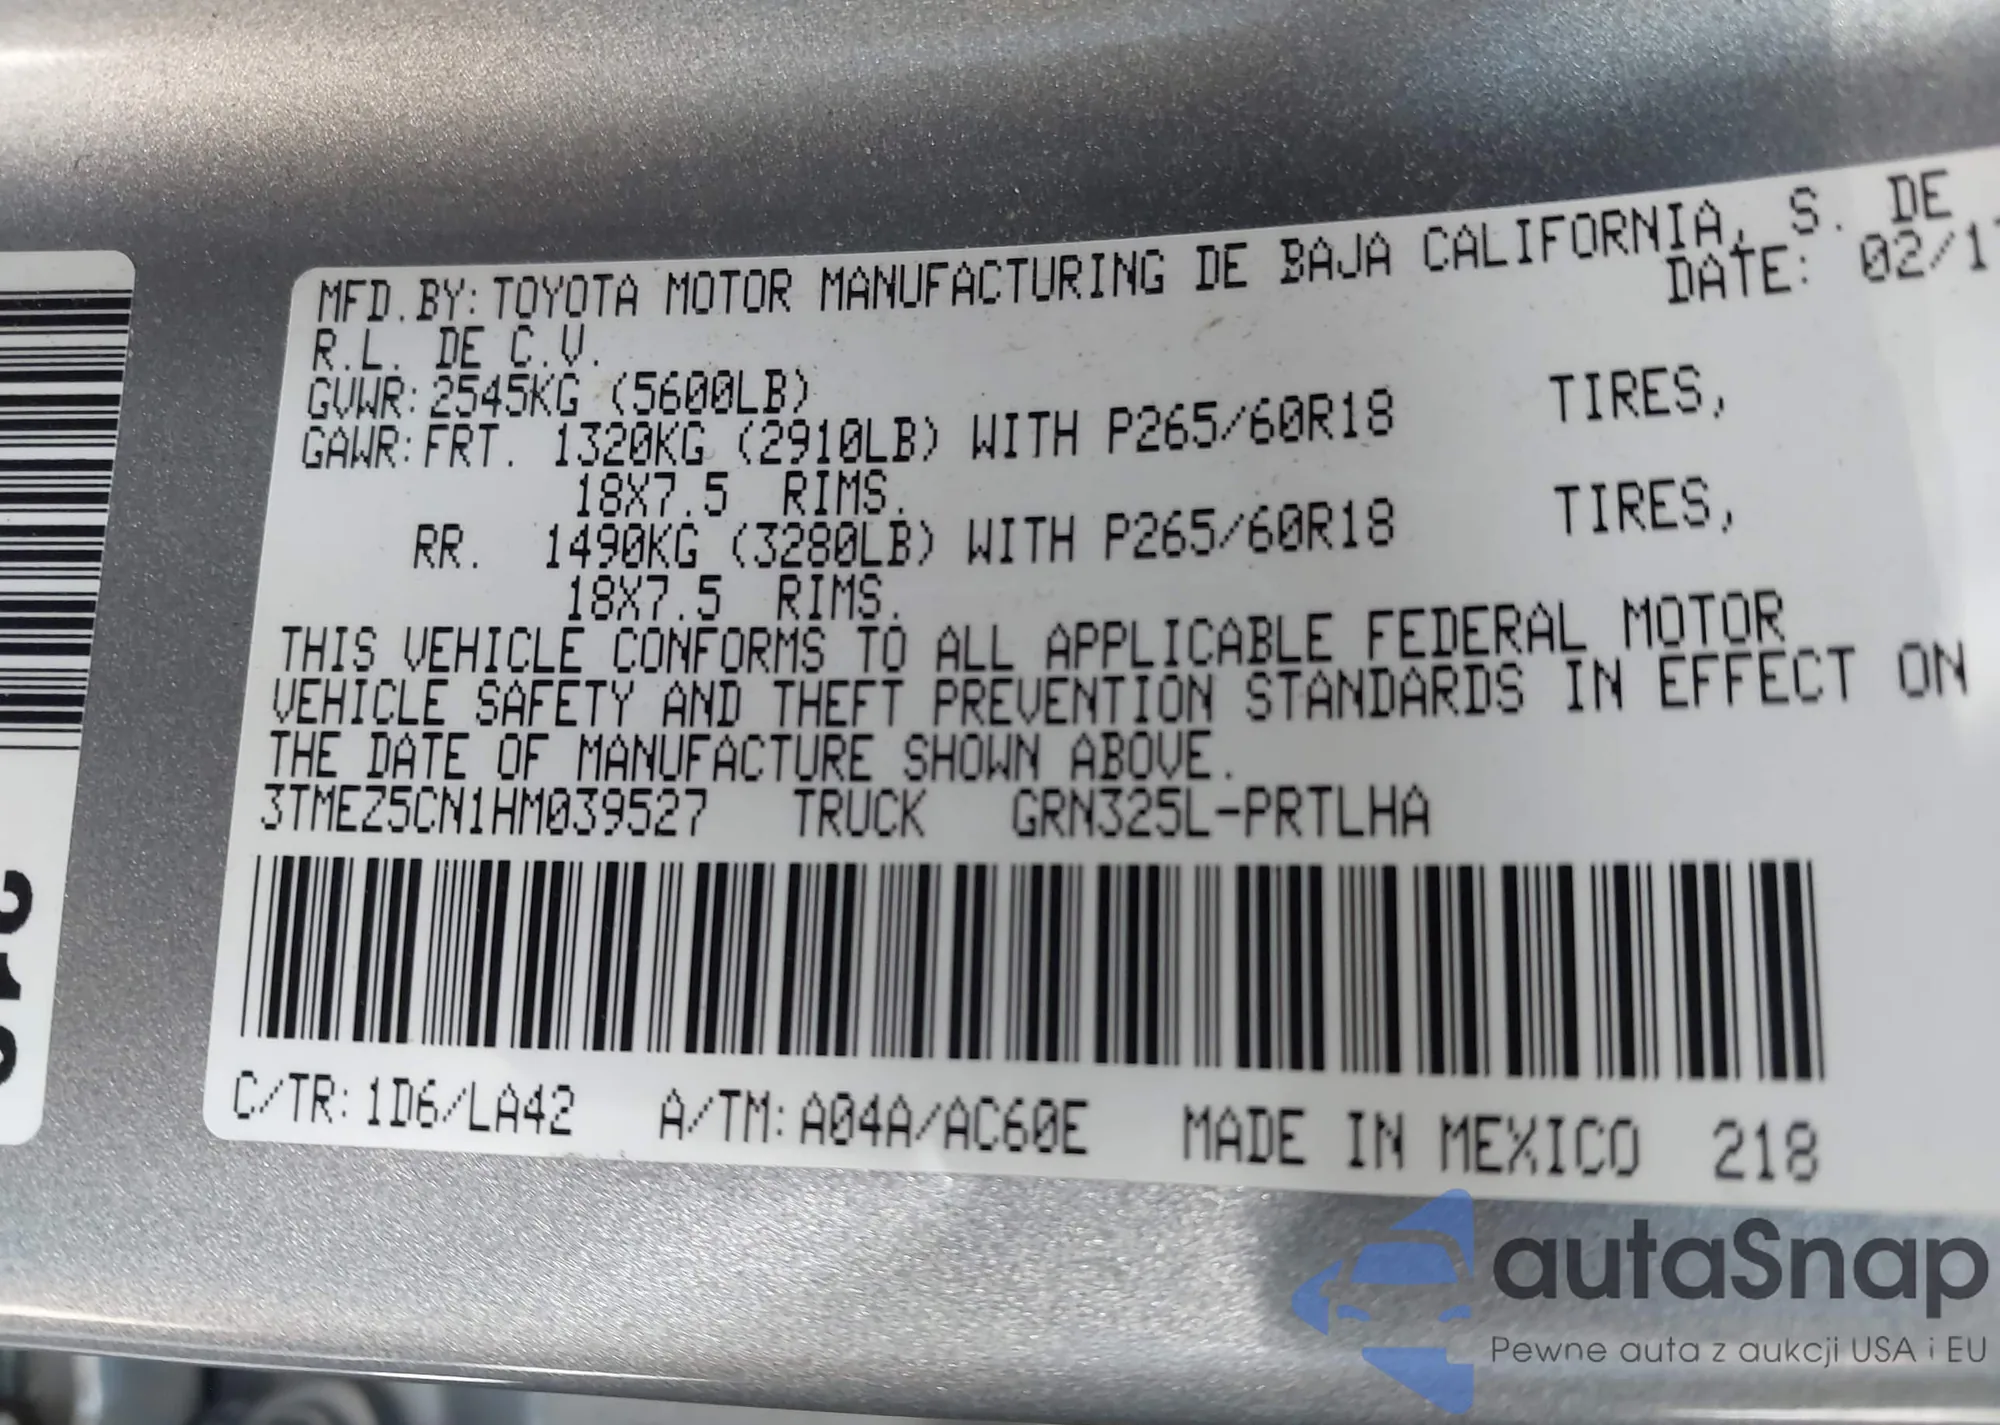 MFD.BY: TOYOTA MOTOR MANUFACTURING DE BAJA CALIFORNIA, S. DE
R.L. DE C.V. DATE: 02/17
GVWR: 2545KG (5600LB)
GAWR: FRT. 1320KG (2910LB) WITH P265/60R18 TIRES,
18X7.5 RIMS.
RR. 1490KG (3280LB) WITH P265/60R18 TIRES,
18X7.5 RIMS.
THIS VEHICLE CONFORMS TO ALL APPLICABLE FEDERAL MOTOR
VEHICLE SAFETY AND THEFT PREVENTION STANDARDS IN EFFECT ON
THE DATE OF MANUFACTURE SHOWN ABOVE.
3TMEZ5CN1HM039527 TRUCK GRN325L-PRTLHA
C/TR: 1D6/LA42 A/TM: A04A/AC60E MADE IN MEXICO 218
autaSnap
Pewne auta z aukcji USA i EU